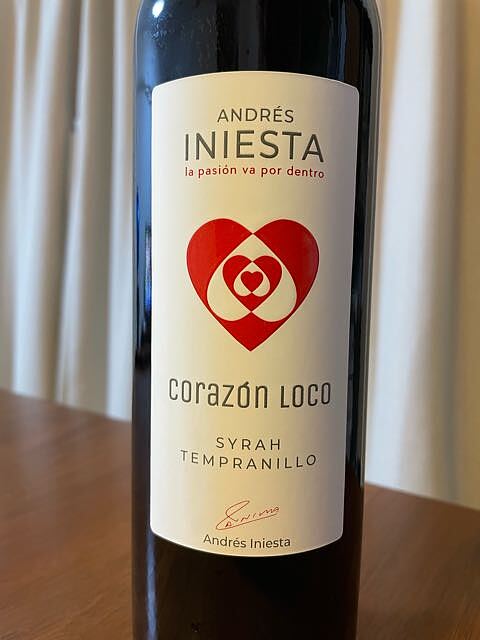 ANDRÉS
INIESTA
la pasión va por dentro
corazón Loco
SYRAH
TEMPRANILLO
Andrés Iniesta